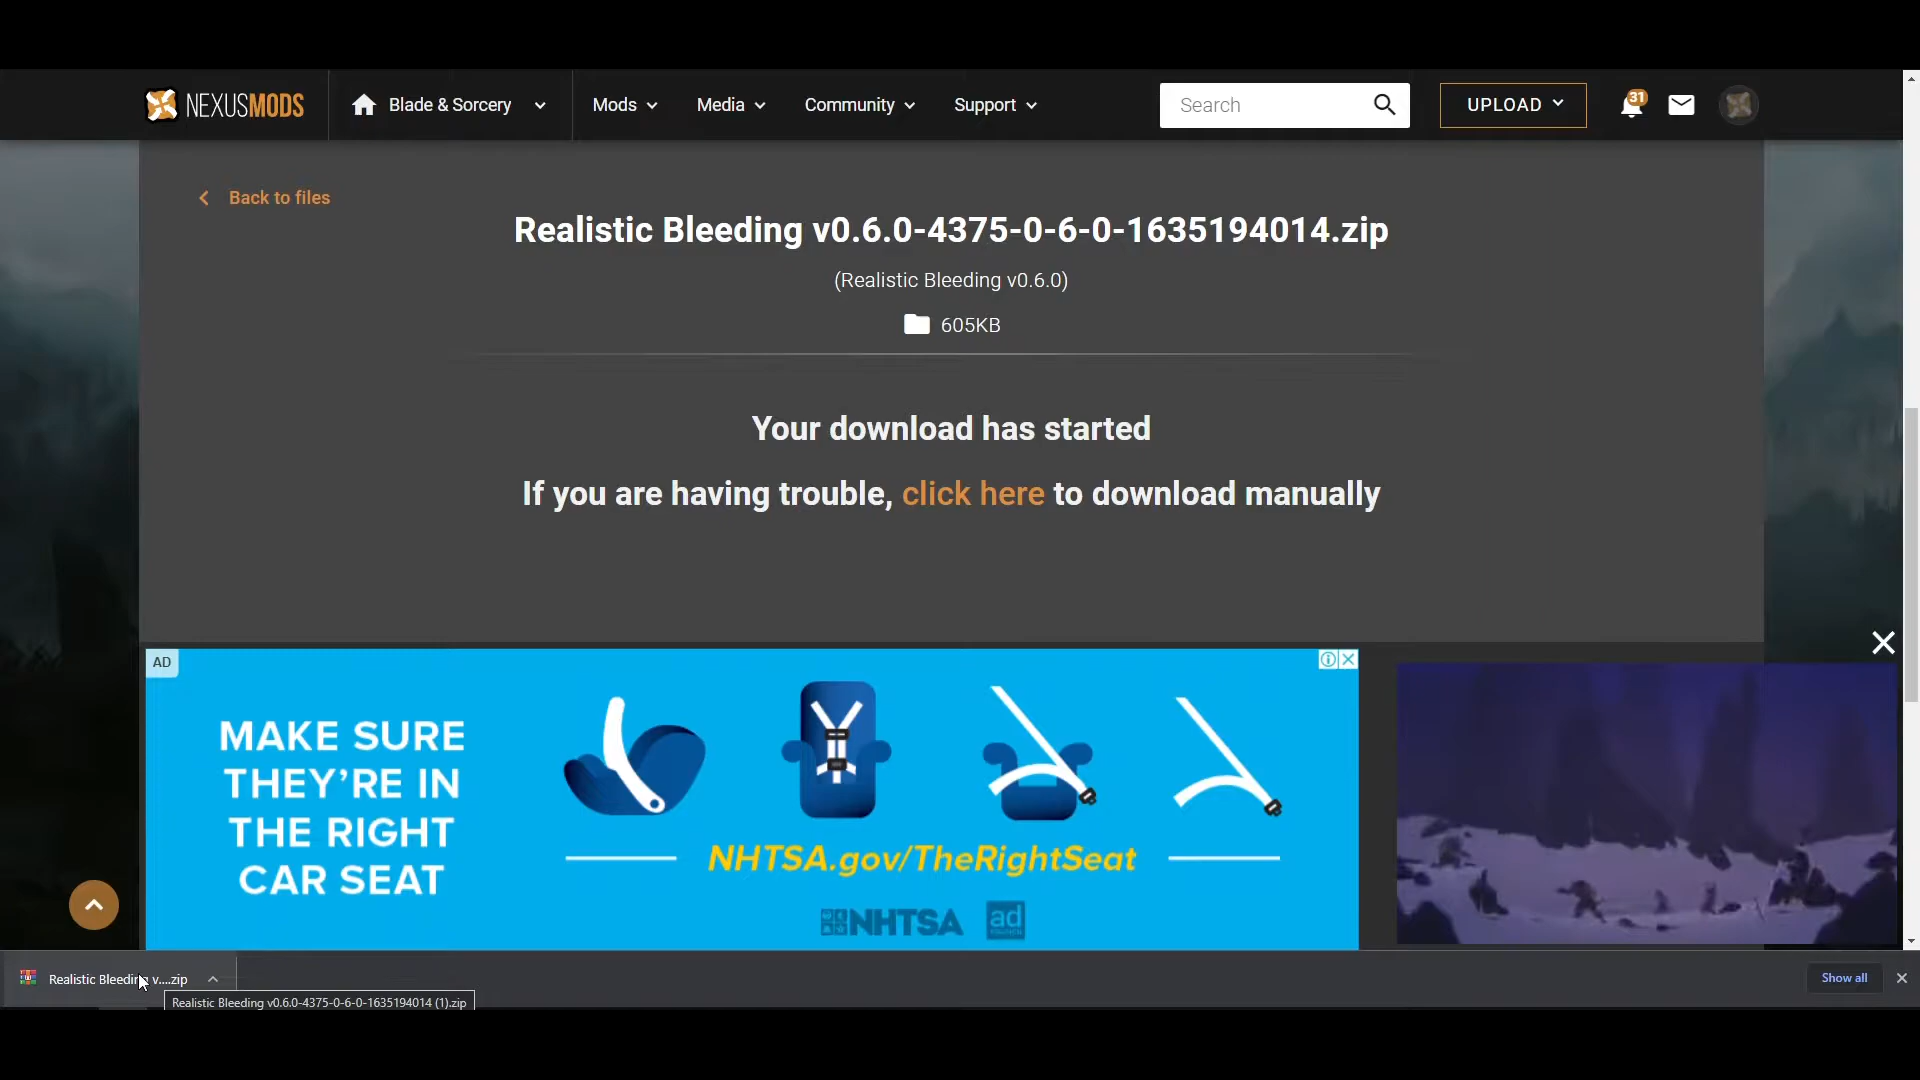 NEXUSMODS
Blade & Sorcery
Mods
Media
Community
Support
Search
UPLOAD
31
Back to files
Realistic Bleeding v0.6.0-4375-0-6-0-1635194014.zip
(Realistic Bleeding v0.6.0)
605KB
Your download has started
If you are having trouble, click here to download manually
AD
MAKE SURE
THEY'RE IN
THE RIGHT
CAR SEAT
NHTSA.gov/TheRightSeat
NHTSA
ad
Realistic Bleeding v....zip
Realistic Bleeding v0.6.0-4375-0-6-0-1635194014 (1).zip
Show all